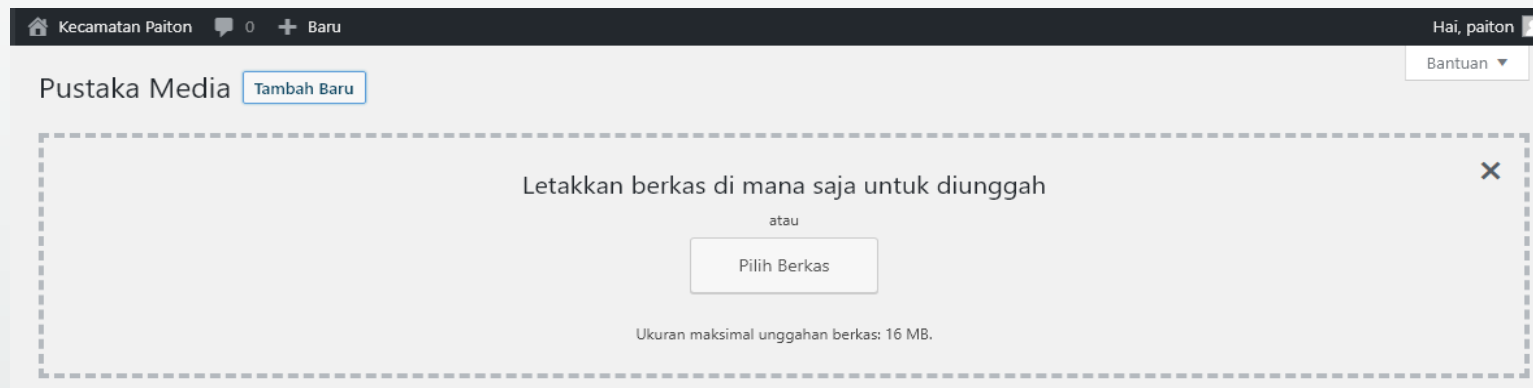 Kecamatan Paiton 0 Baru Hai, paiton
Bantuan
Pustaka Media Tambah Baru
Letakkan berkas di mana saja untuk diunggah
atau
Pilih Berkas
Ukuran maksimal unggahan berkas: 16 MB.